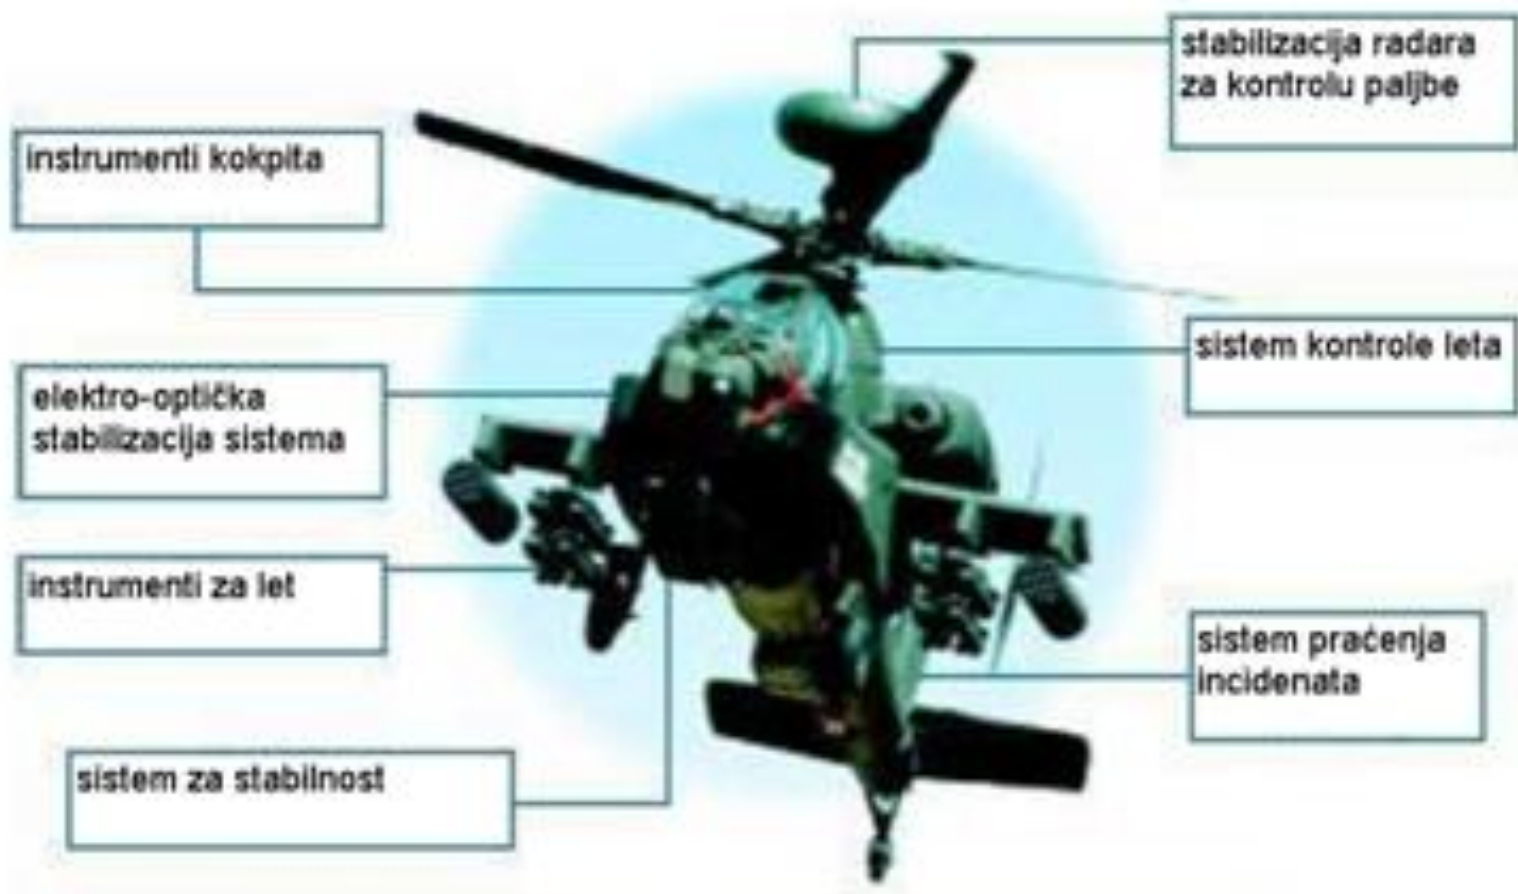 stabilizacija radara
za kontrolu paljbe
instrumenti kokpita
sistem kontrole leta
elektro-optička
stabilizacija sistema
instrumenti za let
sistem praćenja
incidenata
sistem za stabilnost